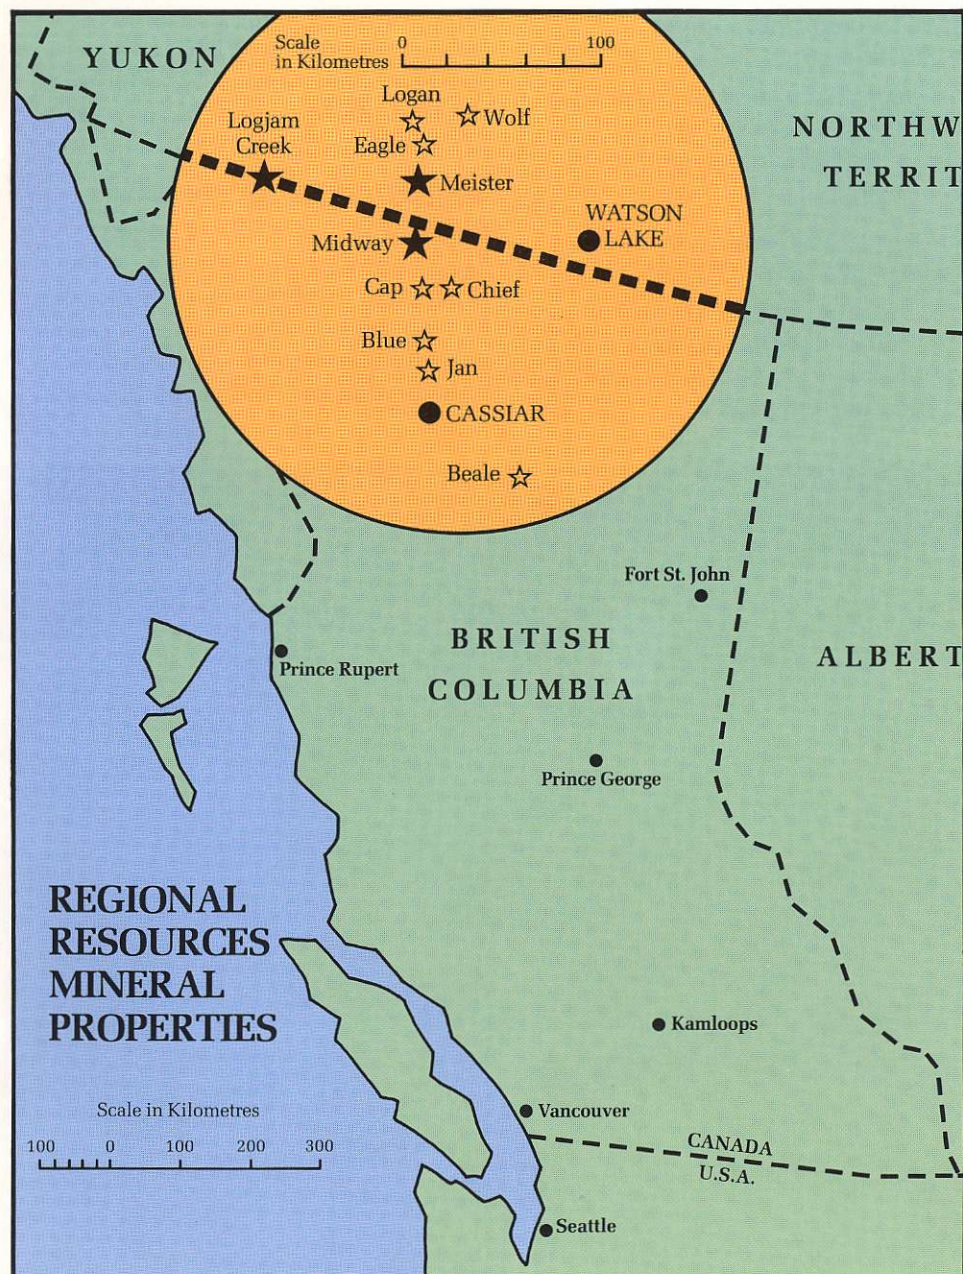 YUKON
Scale
in Kilometres
0 100
Logan
Wolf
Logjam
Creek
Eagle
Meister
NORTHW
TERRIT
WATSON
LAKE
Midway
Cap
Chief
Blue
Jan
CASSIAR
Beale
Fort St. John
BRITISH
COLUMBIA
ALBERT
Prince Rupert
Prince George
REGIONAL
RESOURCES
MINERAL
PROPERTIES
Kamloops
Scale in Kilometres
100 0 100 200 300
Vancouver
CANADA
U.S.A.
Seattle